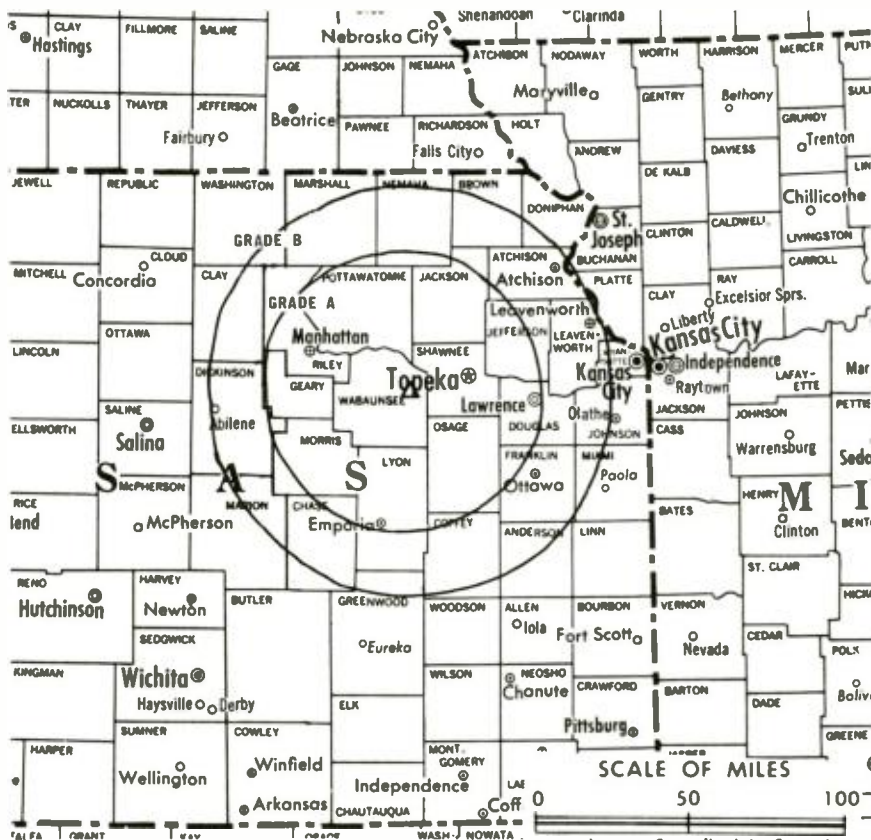 Shenandoah
Clarinda
Nebraska City
CLAY
FILLMORE
SALINE
Hastings
GAGE
JOHNSON
NEMAHA
ATCHISON
NODAWAY
WORTH
HARRISON
MERCER
Maryville
GENTRY
Bethany
NUCKOLLS
THAYER
JEFFERSON
Beatrice
PAWNEE
RICHARDSON
HOLT
GRUNDY
Fairbury
Falls City
Trenton
ANDREW
DAVIESS
DE KALB
JEWELL
REPUBLIC
WASHINGTON
MARSHALL
NEMAHA
BROWN
DONIPHAN
Chillicothe
St.
Joseph
CALDWELL
CLINTON
LIVINGSTON
GRADE B
CLOUD
ATCHISON
BUCHANAN
CARROLL
MITCHELL
Concordia
CLAY
POTTAWATOMIE
JACKSON
Atchison
PLATTE
RAY
CLAY
Excelsior Sprs.
GRADE A
Leavenworth
Liberty
OTTAWA
JEFFERSON
LEAVEN-
WORTH
Kansas City
Manhattan
LINCOLN
RILEY
SHAWNEE
Kansas
City
Independence
DICKINSON
GEARY
Topeka
Raytown
LAFAY-
ETTE
WABAUNSEE
Lawrence
JACKSON
SALINE
Abilene
OSAGE
DOUGLAS
Olathe
JOHNSON
JOHNSON
CASS
ELLSWORTH
Salina
MORRIS
Warrensburg
LYON
FRANKLIN
MIAMI
S A S
McPHERSON
Ottawa
Paola
HENRY
M I
RICE
MARION
CHASE
BATES
McPherson
Emporia
COFFEY
ANDERSON
LINN
Clinton
ST. CLAIR
RENO
HARVEY
Hutchinson
Newton
BUTLER
GREENWOOD
WOODSON
ALLEN
BOURBON
VERNON
Iola
Fort Scott
SEDGWICK
Eureka
Nevada
CEDAR
POLK
KINGMAN
Wichita
WILSON
NEOSHO
Chanute
CRAWFORD
BARTON
Haysville
Derby
ELK
DADE
SUMNER
COWLEY
Pittsburg
GREENE
HARPER
MONT
GOMERY
SCALE OF MILES
Wellington
Winfield
Independence
0 50 100
Arkansas
CHAUTAUQUA
Coff
GRANT
KAY
OSAGE
WASH
NOWATA